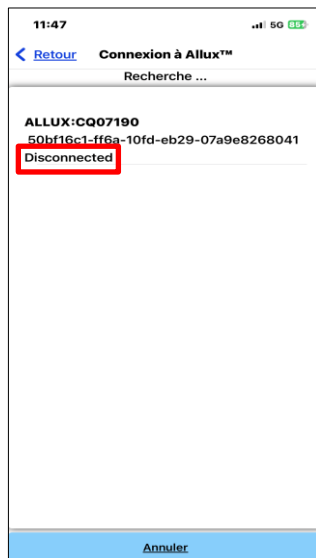 11:47 5G 85
Retour Connexion à Allux™
Recherche ...
ALLUX:CQ07190
50bf16c1-ff6a-10fd-eb29-07a9e8268041
Disconnected
Annuler